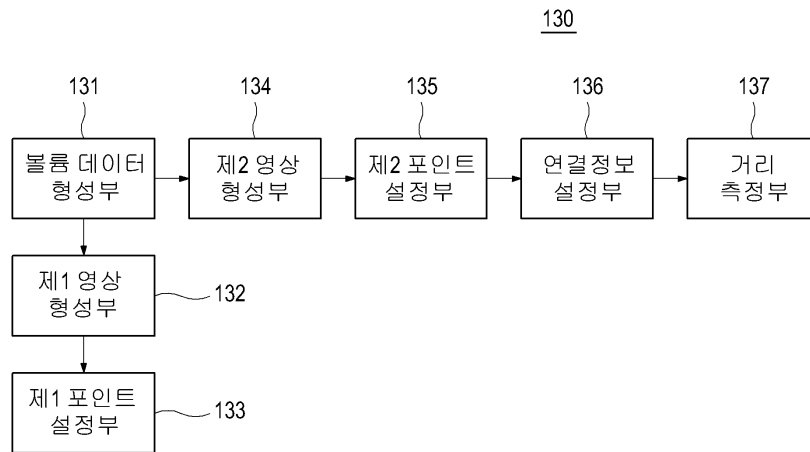 130
131
134
135
136
137
볼륨 데이터
형성부
제2 영상
형성부
제2 포인트
설정부
연결정보
설정부
거리
측정부
제1 영상
형성부
132
제1 포인트
설정부
133